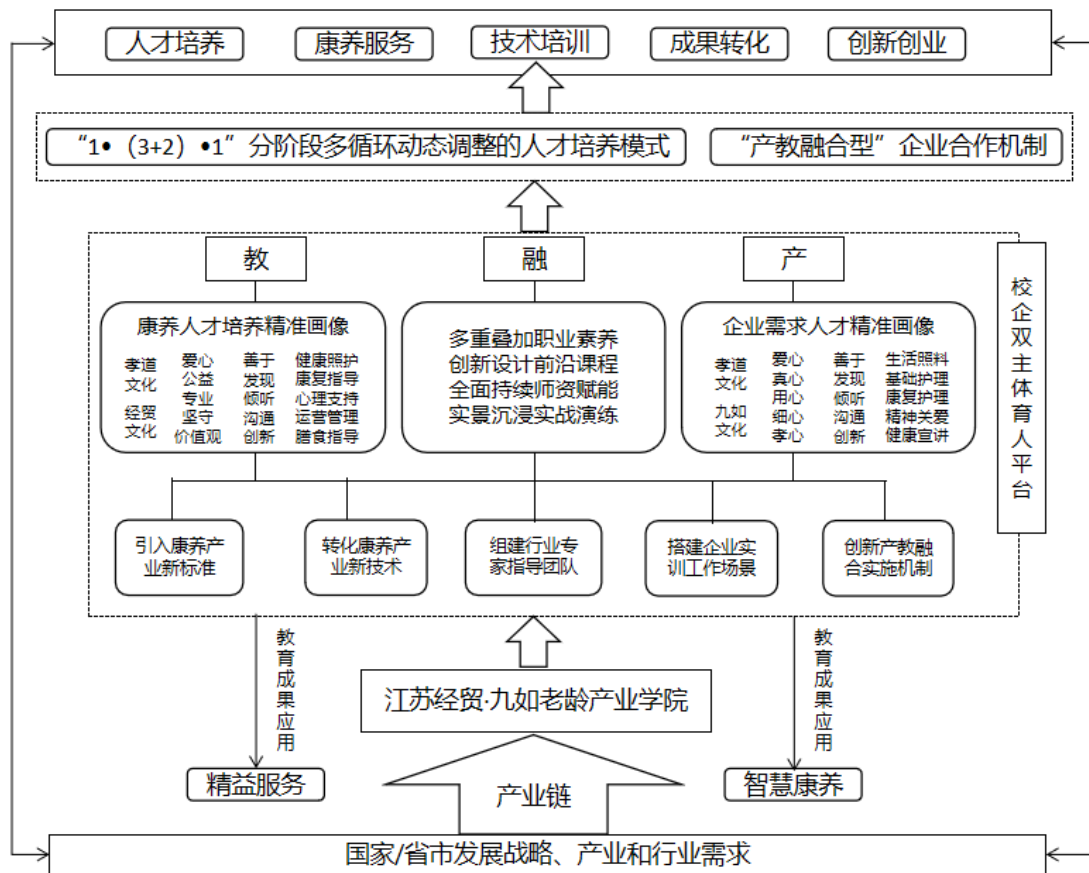 人才培养
康养服务
技术培训
成果转化
创新创业
“1•（3+2）•1”分阶段多循环动态调整的人才培养模式
“产教融合型”企业合作机制
教
融
产
校企双主体育人平台
康养人才培养精准画像
孝道
文化
经贸
文化
爱心
公益
专业
坚守
价值观
善于
发现
倾听
沟通
创新
健康照护
康复指导
心理支持
运营管理
膳食指导
多重叠加职业素养
创新设计前沿课程
全面持续师资赋能
实景沉浸实战演练
企业需求人才精准画像
孝道
文化
九如
文化
爱心
真心
用心
细心
孝心
善于
发现
倾听
沟通
创新
生活照料
基础护理
康复护理
精神关爱
健康宣讲
引入康养产
业新标准
转化康养产
业新技术
组建行业专
家指导团队
搭建企业实
训工作场景
创新产教融
合实施机制
教育成果应用
教育成果应用
江苏经贸·九如老龄产业学院
精益服务
智慧康养
产业链
国家/省市发展战略、产业和行业需求